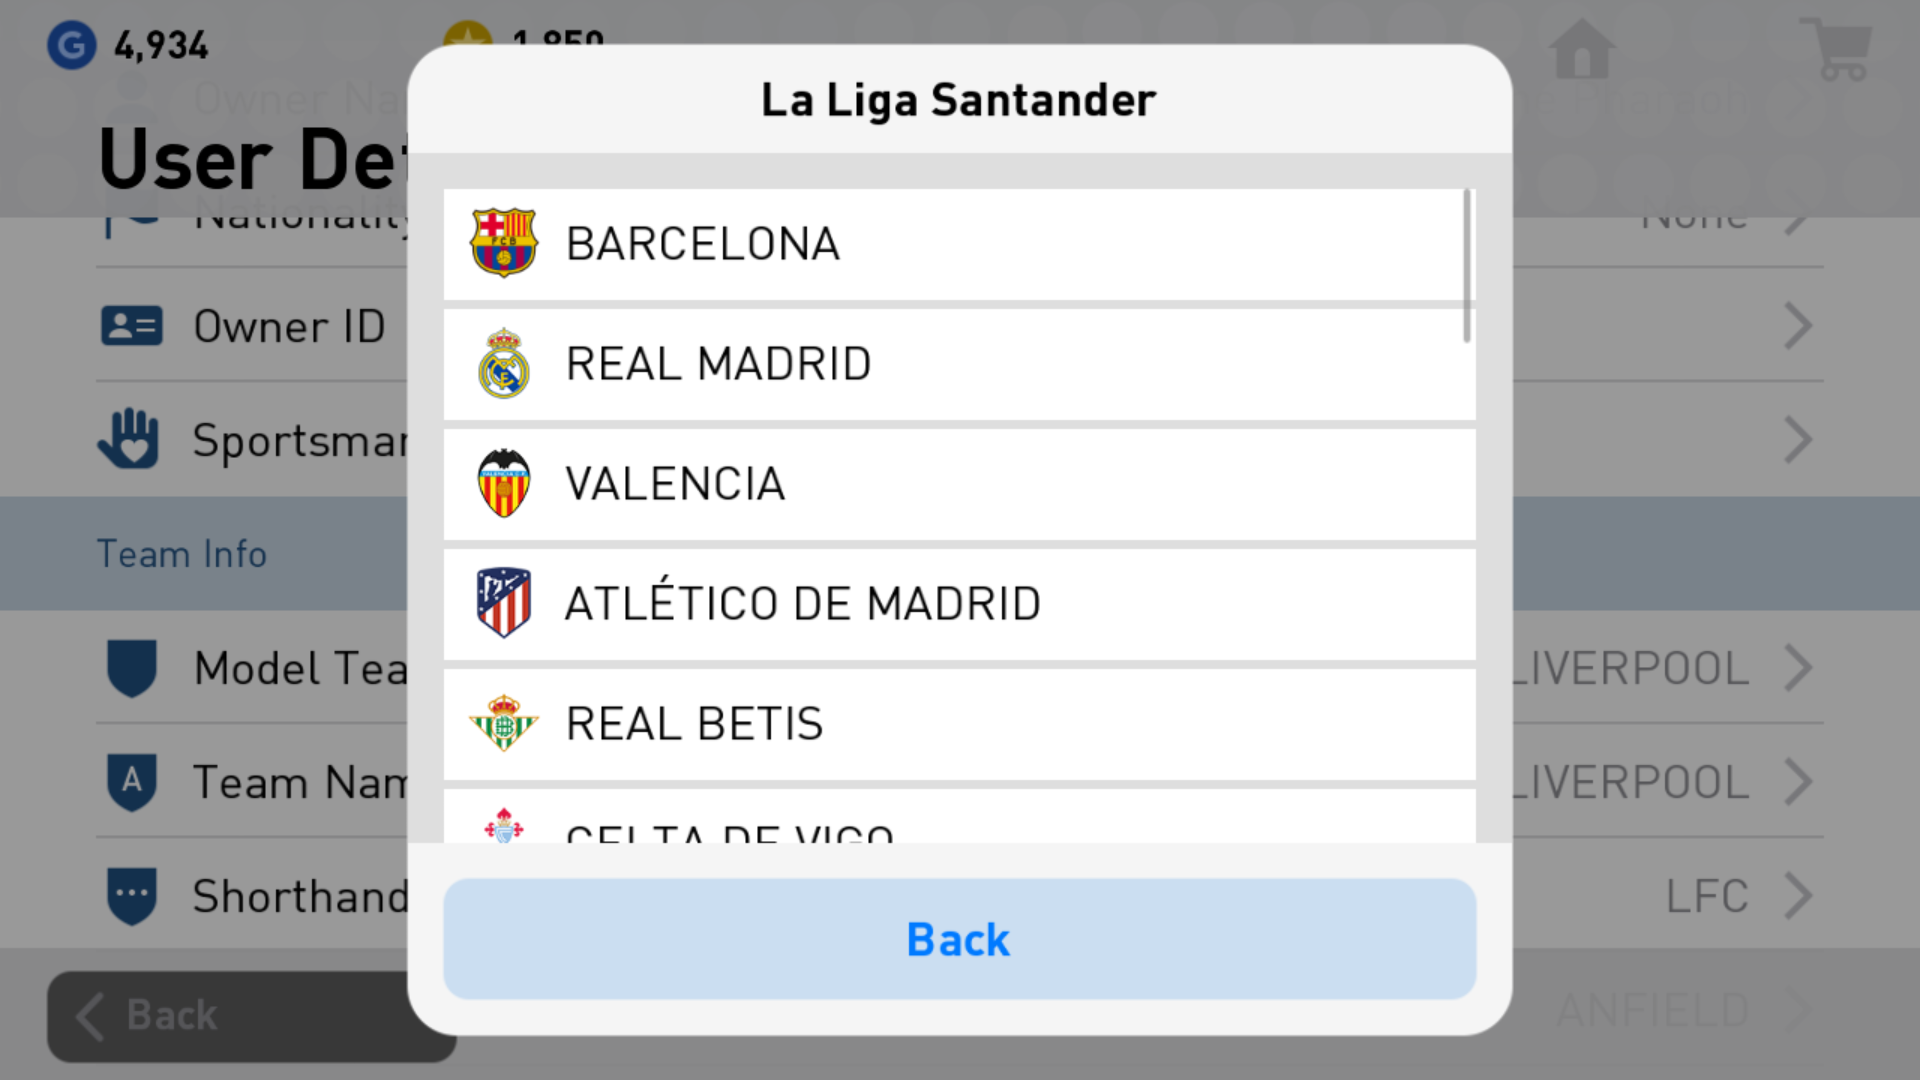 4,934
1,850
La Liga Santander
Owner Na
User Det
Nationality
None
BARCELONA
REAL MADRID
Owner ID
Sportsman
VALENCIA
Team Info
ATLÉTICO DE MADRID
Model Tea
LIVERPOOL
REAL BETIS
Team Nam
LIVERPOOL
CELTA DE VIGO
Shorthand
LFC
Back
Back
ANFIELD